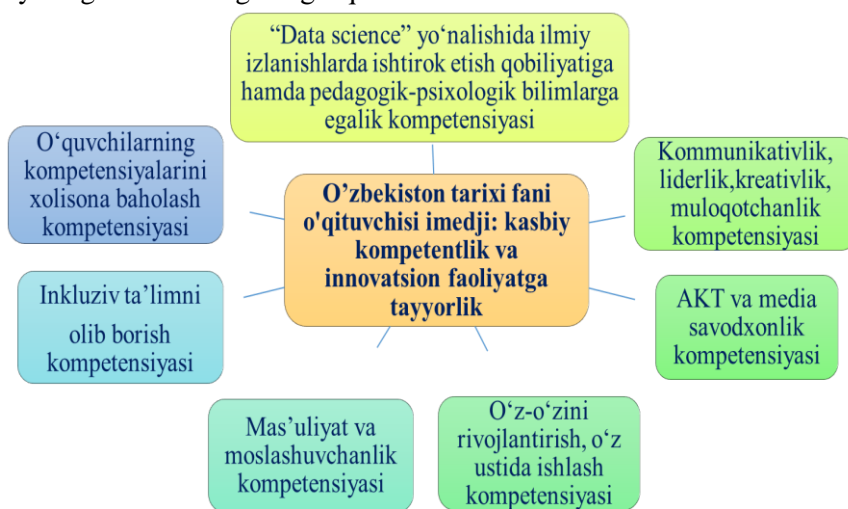 “Data science” yo‘nalishida ilmiy
izlanishlarda ishtirok etish qobiliyatiga
hamda pedagogik-psixologik bilimlarga
egalik kompetensiyasi
O‘quvchilarning
kompetensiyalarini
xolisona baholash
kompetensiyasi
Kommunikativlik,
liderlik,kreativlik,
muloqotchanlik
kompetensiyasi
O’zbekiston tarixi fani
o'qituvchisi imedji: kasbiy
kompetentlik va
innovatsion faoliyatga
tayyorlik
Inkluziv ta’limni
olib borish
kompetensiyasi
AKT va media
savodxonlik
kompetensiyasi
Mas’uliyat va
moslashuvchanlik
kompetensiyasi
O‘z-o‘zini
rivojlantirish, o‘z
ustida ishlash
kompetensiyasi